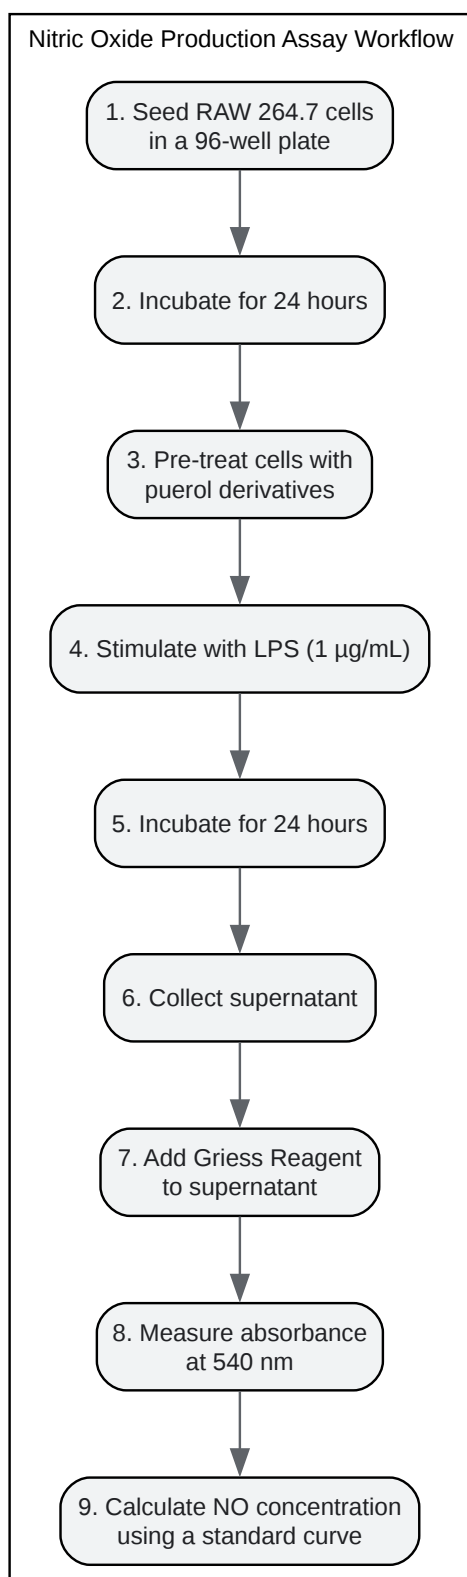 Nitric Oxide Production Assay Workflow
1. Seed RAW 264.7 cells
in a 96-well plate
2. Incubate for 24 hours
3. Pre-treat cells with
puerol derivatives
4. Stimulate with LPS (1 µg/mL)
5. Incubate for 24 hours
6. Collect supernatant
7. Add Griess Reagent
to supernatant
8. Measure absorbance
at 540 nm
9. Calculate NO concentration
using a standard curve